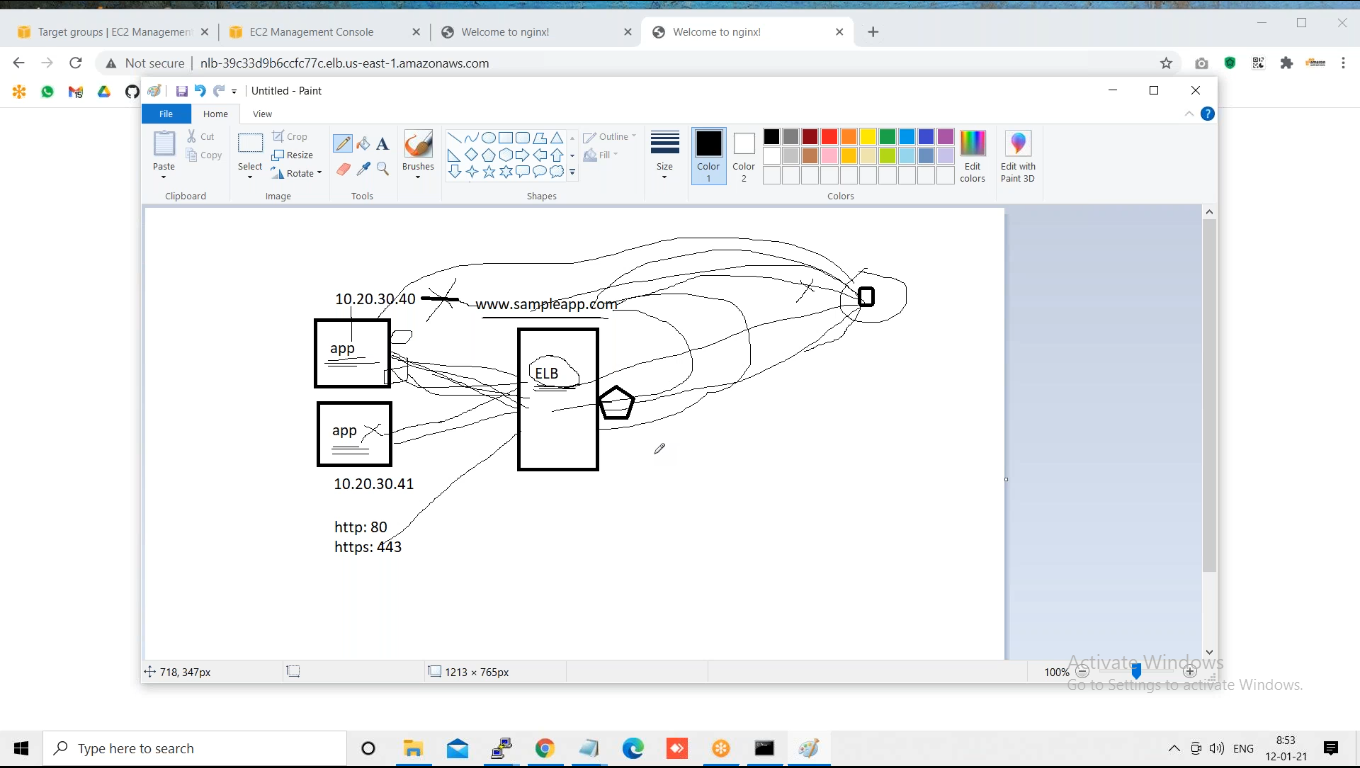 Target groups | EC2 Managemen
EC2 Management Console
Welcome to nginx!
Welcome to nginx!
Not secure | nlb-39c33d9b6ccfc77c.elb.us-east-1.amazonaws.com
Untitled - Paint
File Home View
Paste
Cut
Copy
Clipboard
Select
Crop
Resize
Rotate
Image
A
Tools
Brushes
Outline
Fill
Shapes
Size
Color 1
Color 2
Edit colors
Colors
Edit with Paint 3D
10.20.30.40
www.sampleapp.com
app
ELB
app
10.20.30.41
http: 80
https: 443
718, 347px
1213 × 765px
100%
Activate Windows
Go to Settings to activate Windows.
Type here to search
ENG
8:53
12-01-21